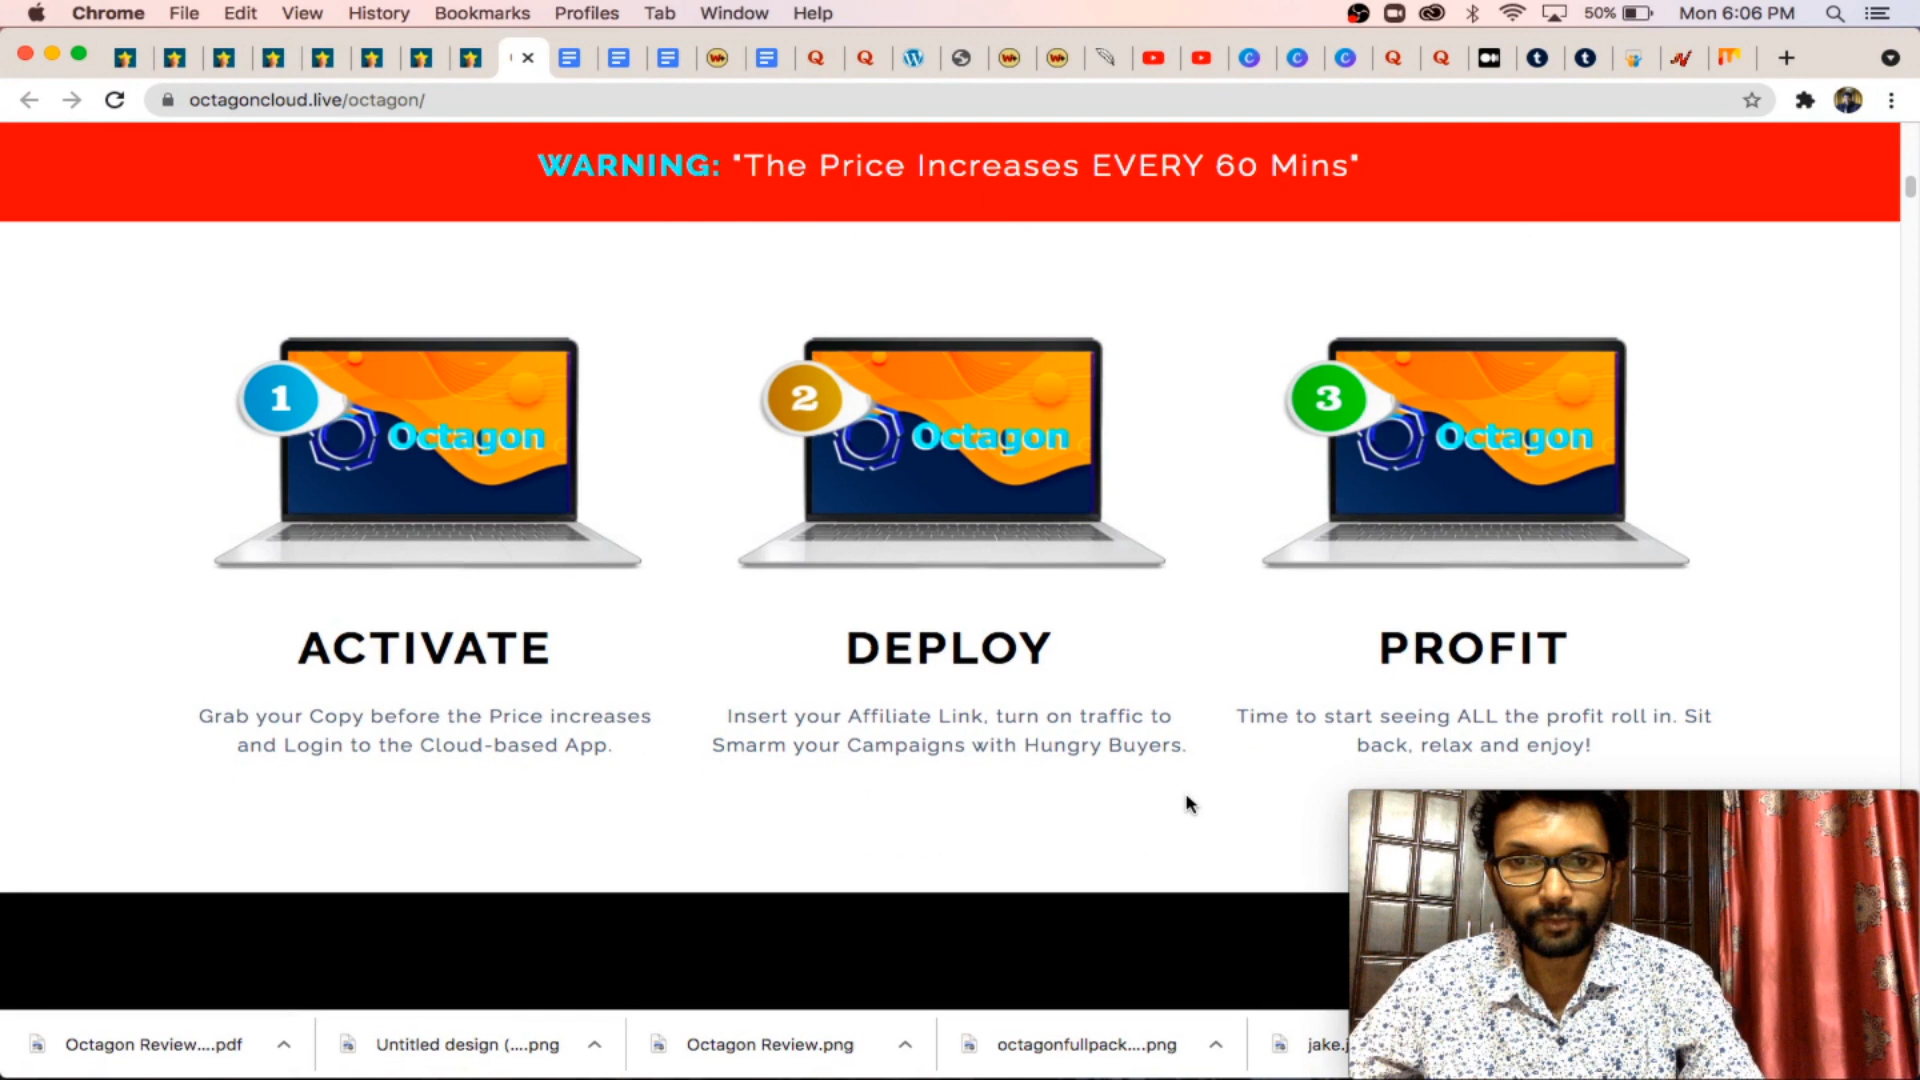 Chrome File Edit View History Bookmarks Profiles Tab Window Help 50% Mon 6:06 PM
octagoncloud.live/octagon/
WARNING: "The Price Increases EVERY 60 Mins"
1 2 3
Octagon Octagon Octagon
ACTIVATE
Grab your Copy before the Price increases
and Login to the Cloud-based App.
DEPLOY
Insert your Affiliate Link, turn on traffic to
Smarm your Campaigns with Hungry Buyers.
PROFIT
Time to start seeing ALL the profit roll in. Sit
back, relax and enjoy!
Octagon Review....pdf Untitled design (....png Octagon Review.png octagonfullpack....png jake.j